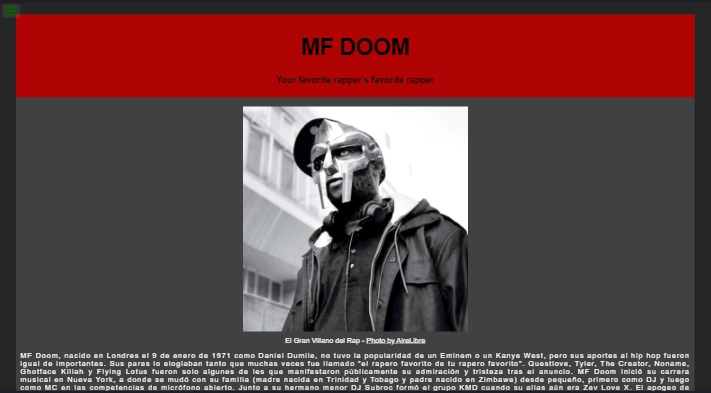 MF DOOM
Your favorite rapper's favorite rapper
El Gran Villano del Rap - Photo by AireLibre
MF Doom, nacido en Londres el 9 de enero de 1971 como Daniel Dumile, no tuvo la popularidad de un Eminem o un Kanye West, pero sus aportes al hip hop fueron
igual de importantes. Sus pares lo elogiaban tanto que muchas veces fue llamado "el rapero favorito de tu rapero favorito". Questlove, Tyler, The Creator, Noname,
Ghotface Killah y Flying Lotus fueron solo algunes de les que manifestaron públicamente su admiración y tristeza tras el anuncio. MF Doom inició su carrera
musical en Nueva York, a donde se mudó con su familia (madre nacida en Trinidad y Tobago y padre nacido en Zimbawe) desde pequeño, primero como DJ y luego
como MC en las competencias de micrófono abierto. Junto a su hermano menor DJ Subroc formó el grupo KMD cuando su alias aún era Zev Love X. El apogeo de